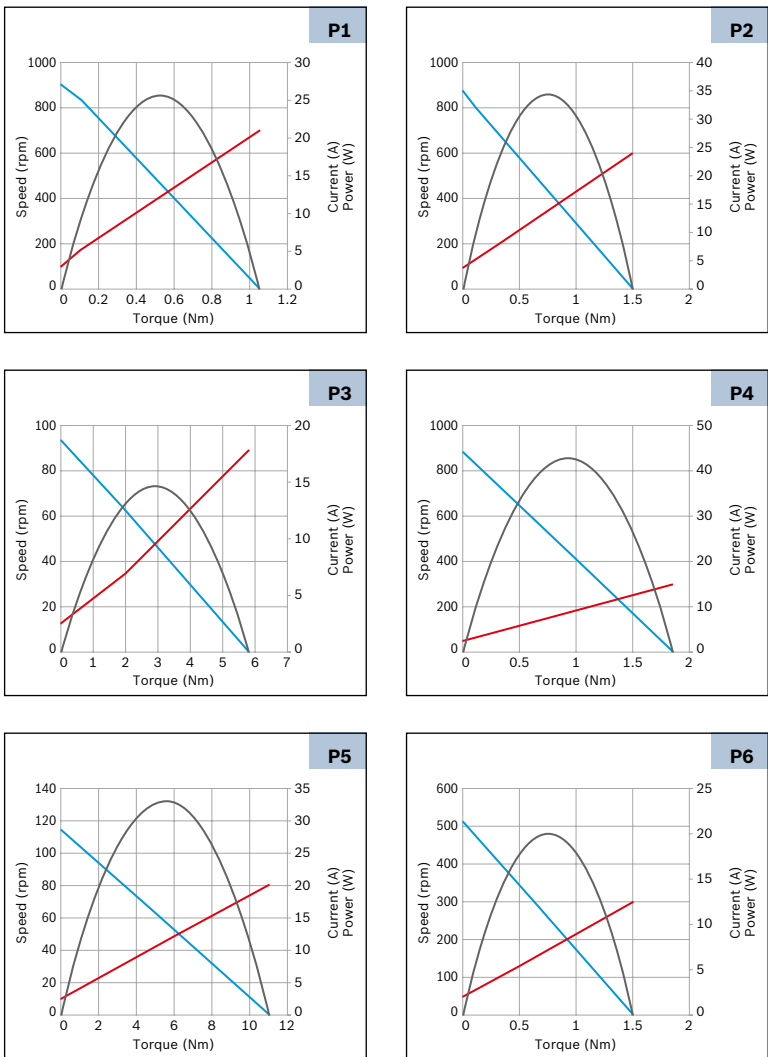 P1
1000
800
600
400
200
0
Speed (rpm)
30
25
20
15
10
5
0
Current (A)
Power (W)
0 0.2 0.4 0.6 0.8 1 1.2
Torque (Nm)
P2
1000
800
600
400
200
0
Speed (rpm)
40
35
30
25
20
15
10
5
0
Current (A)
Power (W)
0 0.5 1 1.5 2
Torque (Nm)
P3
100
80
60
40
20
0
Speed (rpm)
20
15
10
5
0
Current (A)
Power (W)
0 1 2 3 4 5 6 7
Torque (Nm)
P4
1000
800
600
400
200
0
Speed (rpm)
50
40
30
20
10
0
Current (A)
Power (W)
0 0.5 1 1.5 2
Torque (Nm)
P5
140
120
100
80
60
40
20
0
Speed (rpm)
35
30
25
20
15
10
5
0
Current (A)
Power (W)
0 2 4 6 8 10 12
Torque (Nm)
P6
600
500
400
300
200
100
0
Speed (rpm)
25
20
15
10
5
0
Current (A)
Power (W)
0 0.5 1 1.5 2
Torque (Nm)